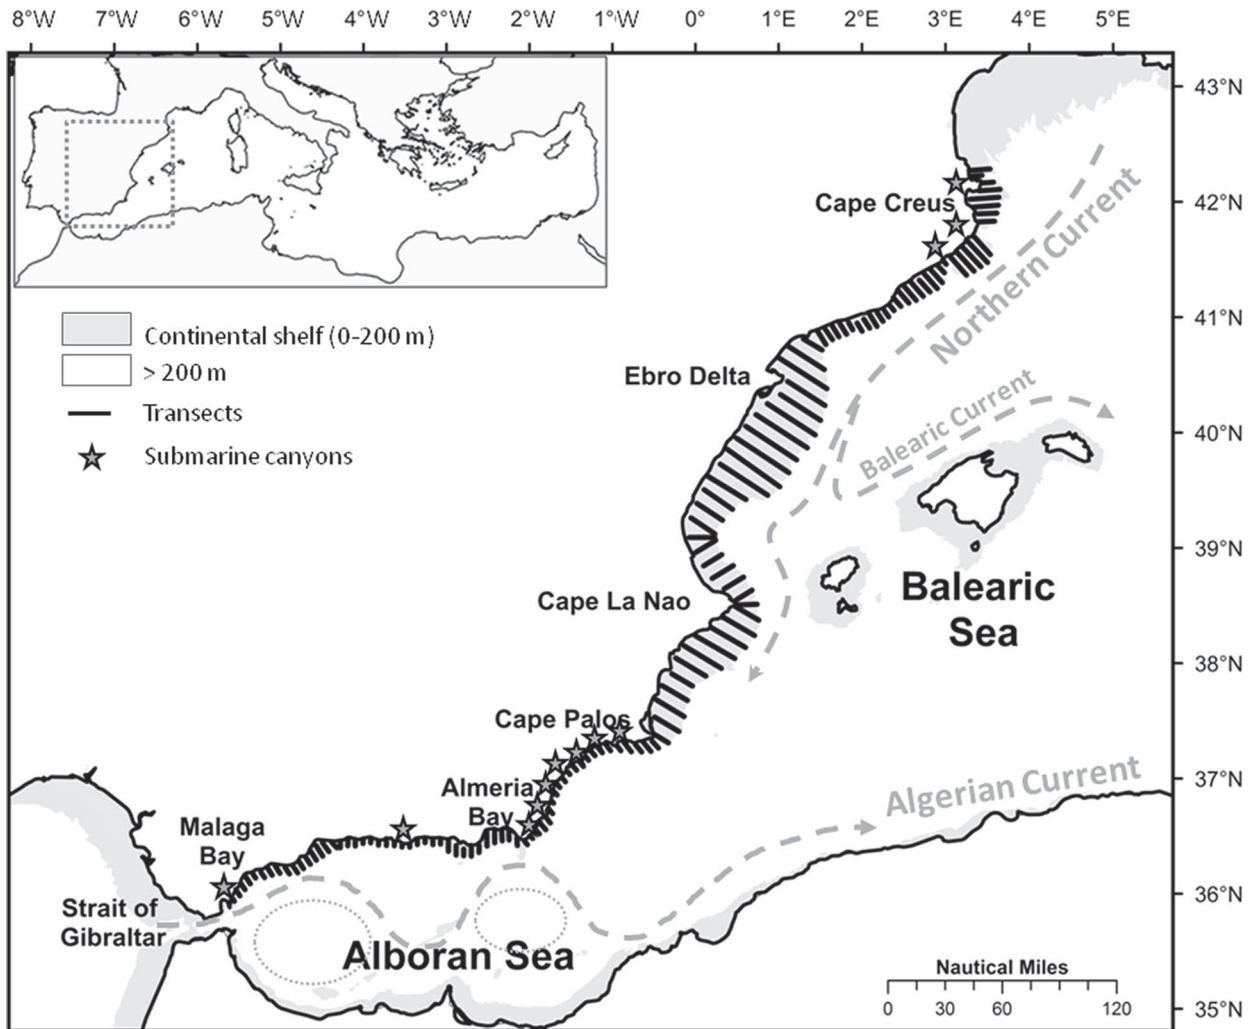 8°W 7°W 6°W 5°W 4°W 3°W 2°W 1°W 0° 1°E 2°E 3°E 4°E 5°E
43°N
42°N
41°N
40°N
39°N
38°N
37°N
36°N
35°N
Continental shelf (0-200 m)
> 200 m
Transects
Submarine canyons
Cape Creus
Northern Current
Ebro Delta
Balearic Current
Cape La Nao
Balearic
Sea
Cape Palos
Almeria
Bay
Algerian Current
Malaga
Bay
Strait of
Gibraltar
Alboran Sea
Nautical Miles
0 30 60 120